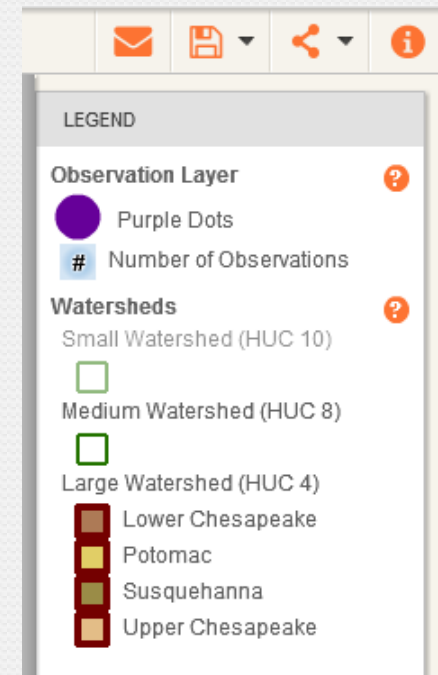 LEGEND
Observation Layer
Purple Dots
# Number of Observations
Watersheds
Small Watershed (HUC 10)
Medium Watershed (HUC 8)
Large Watershed (HUC 4)
Lower Chesapeake
Potomac
Susquehanna
Upper Chesapeake